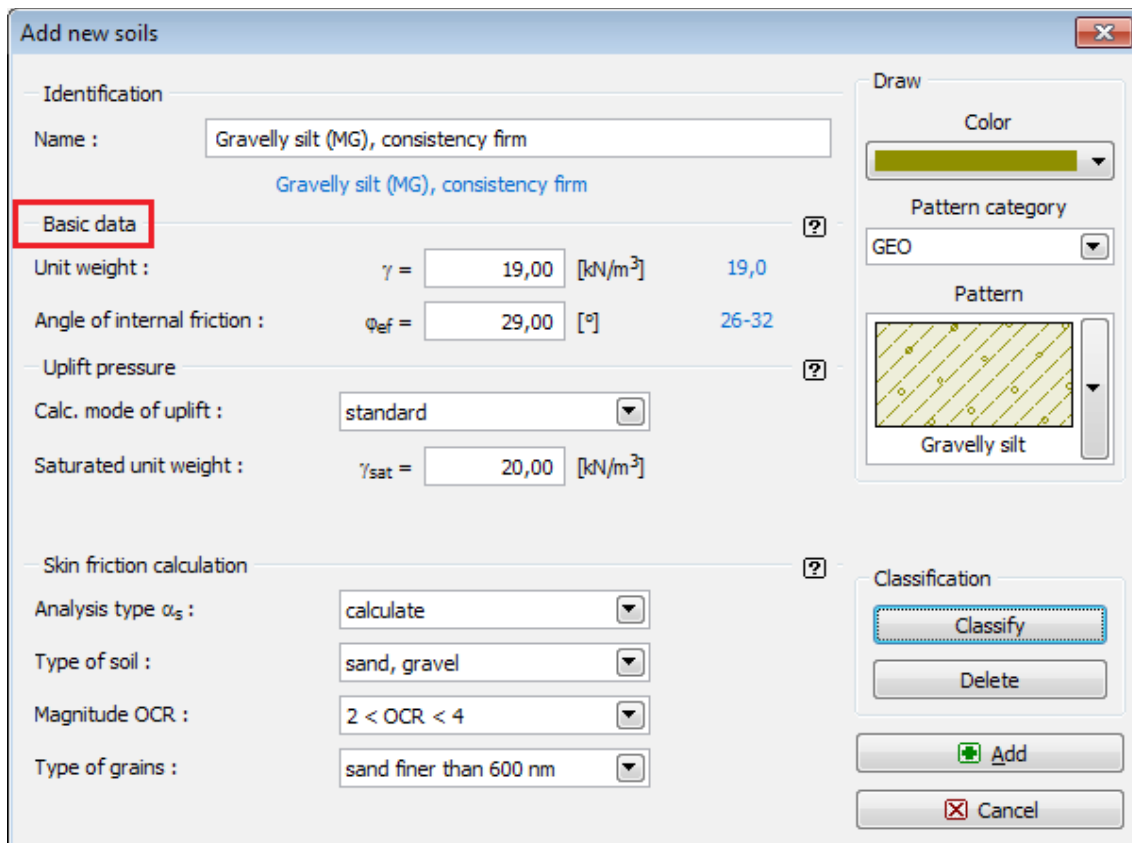 Add new soils
Identification
Name : Gravelly silt (MG), consistency firm
Gravelly silt (MG), consistency firm
Basic data [?]
Unit weight : γ = 19,00 [kN/m³] 19,0
Angle of internal friction : φef = 29,00 [°] 26-32
Uplift pressure [?]
Calc. mode of uplift : standard
Saturated unit weight : γsat = 20,00 [kN/m³]
Skin friction calculation [?]
Analysis type αs : calculate
Type of soil : sand, gravel
Magnitude OCR : 2 < OCR < 4
Type of grains : sand finer than 600 nm
Draw
Color
Pattern category
GEO
Pattern
Gravelly silt
Classification
Classify
Delete
Add
Cancel